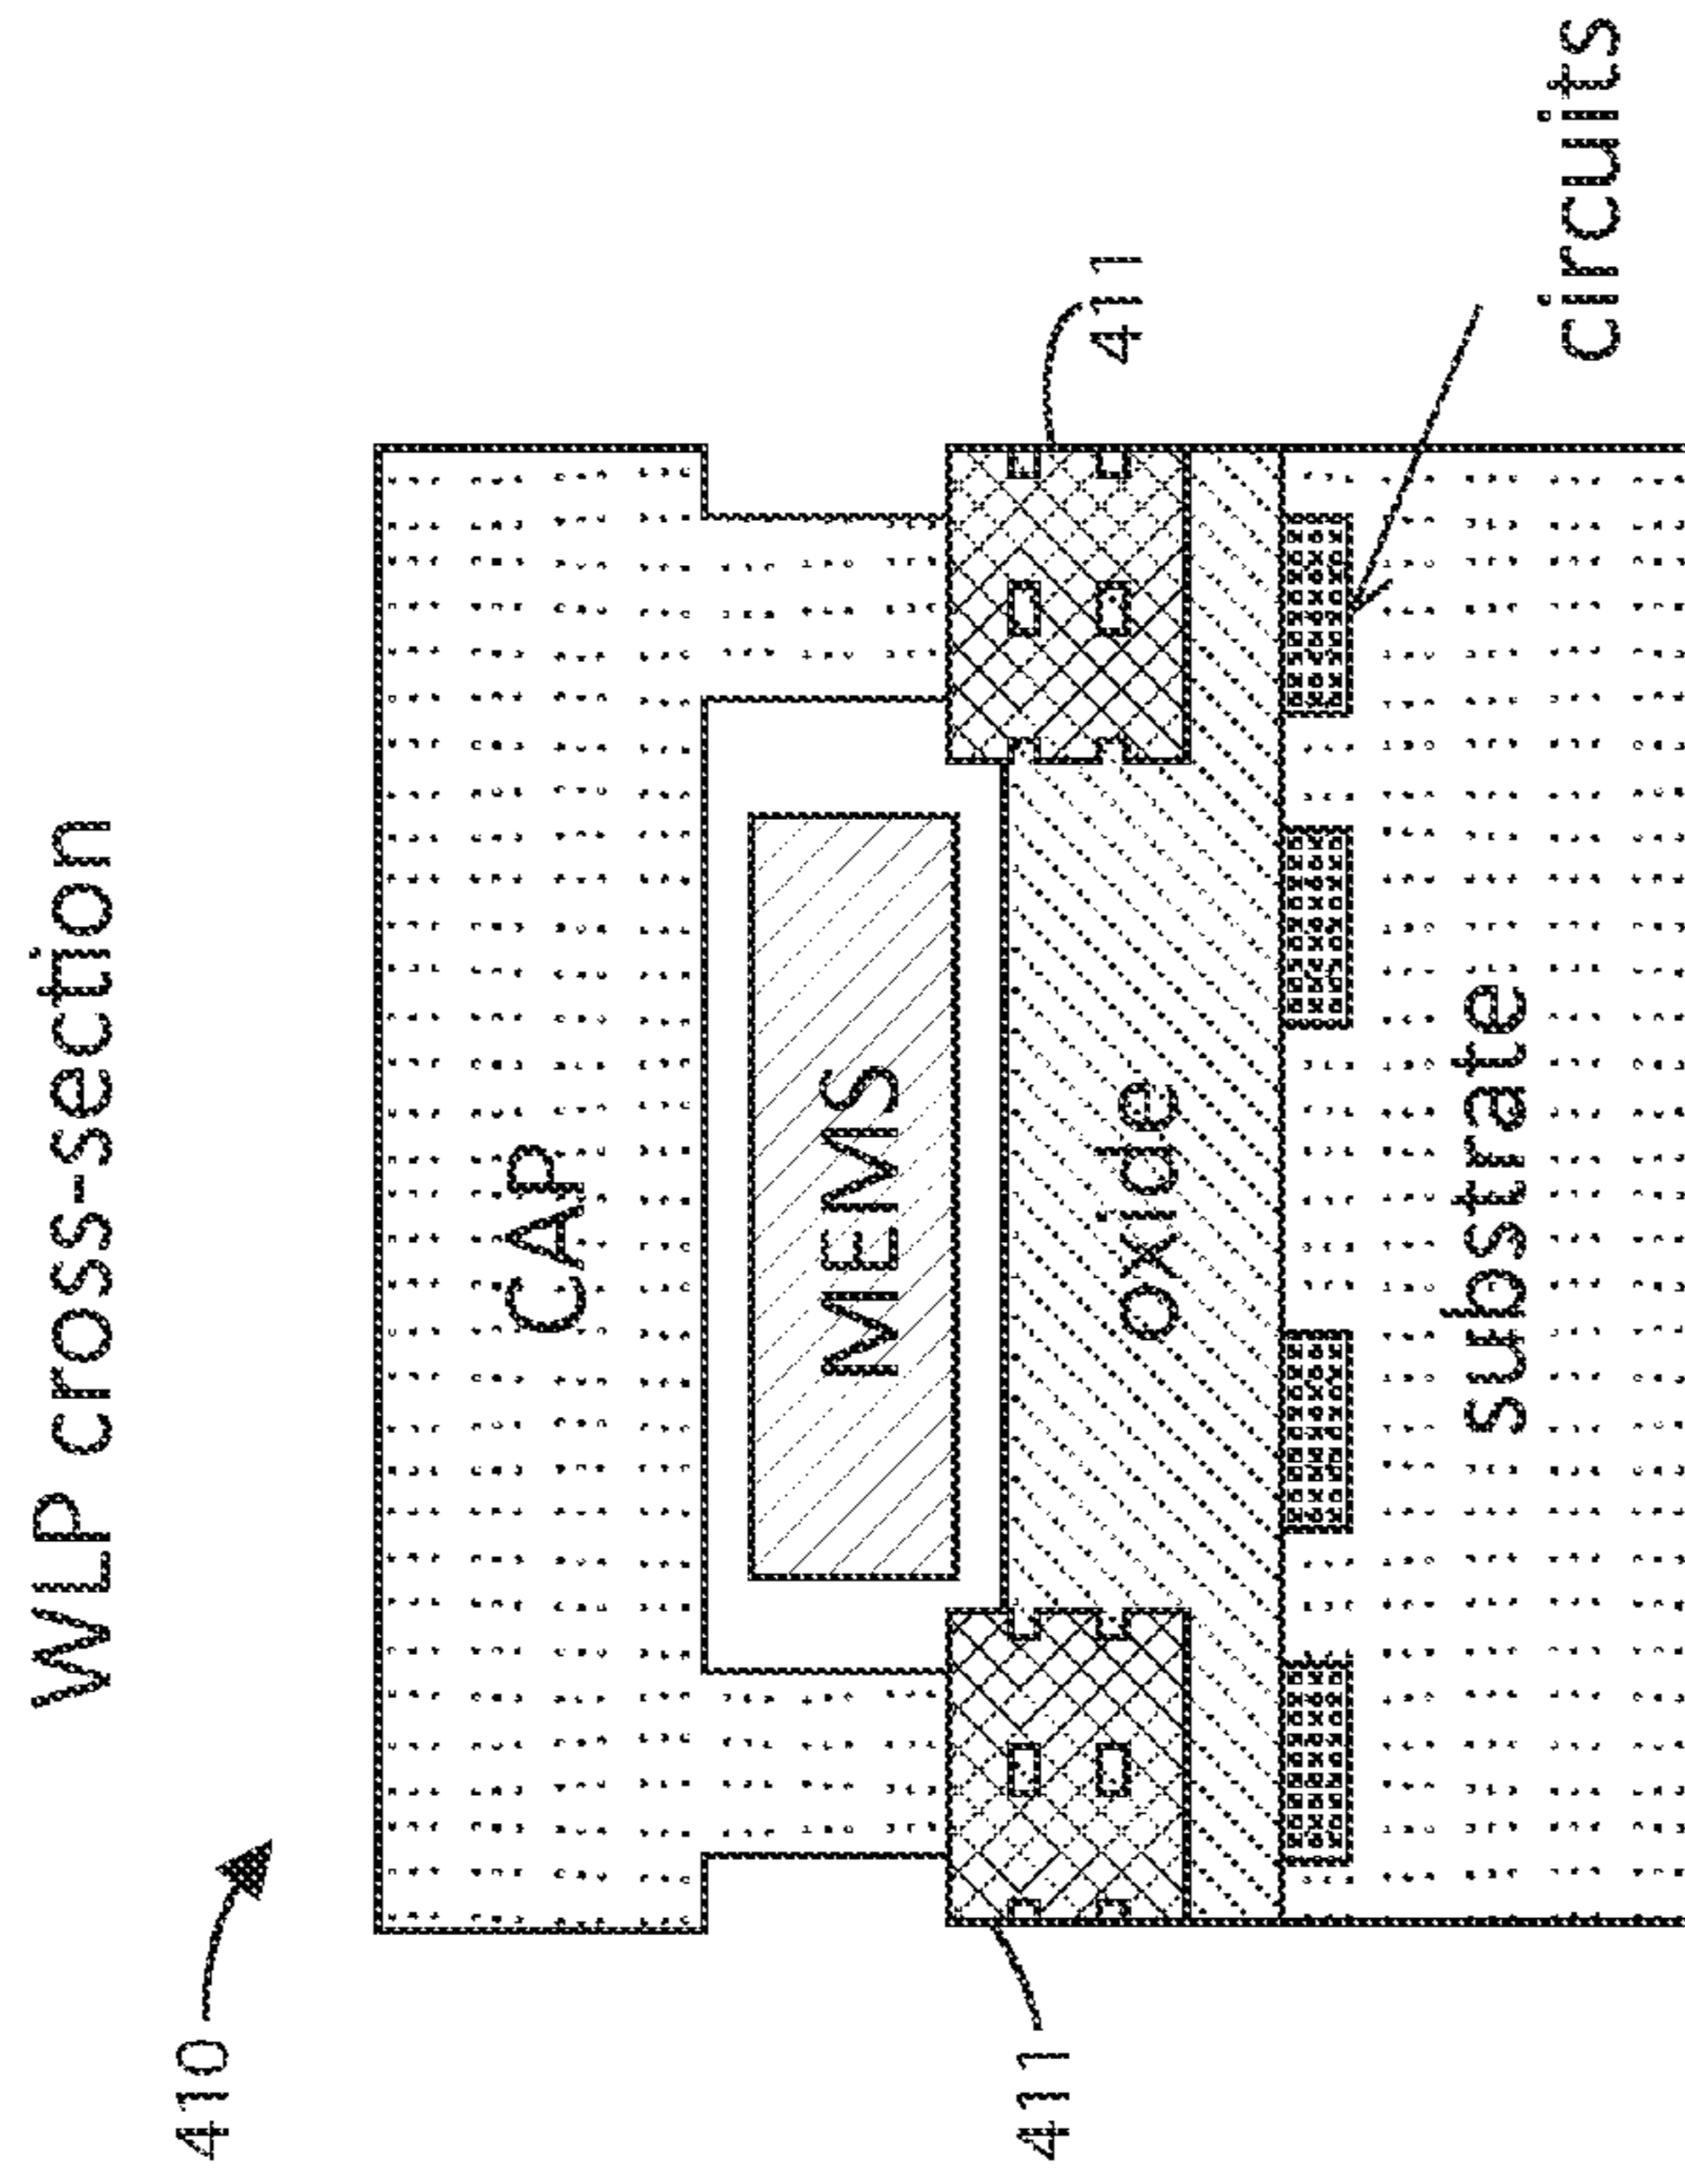 WLP cross-section
410
CAP
MEMS
411
411
oxide
substrate
circuits